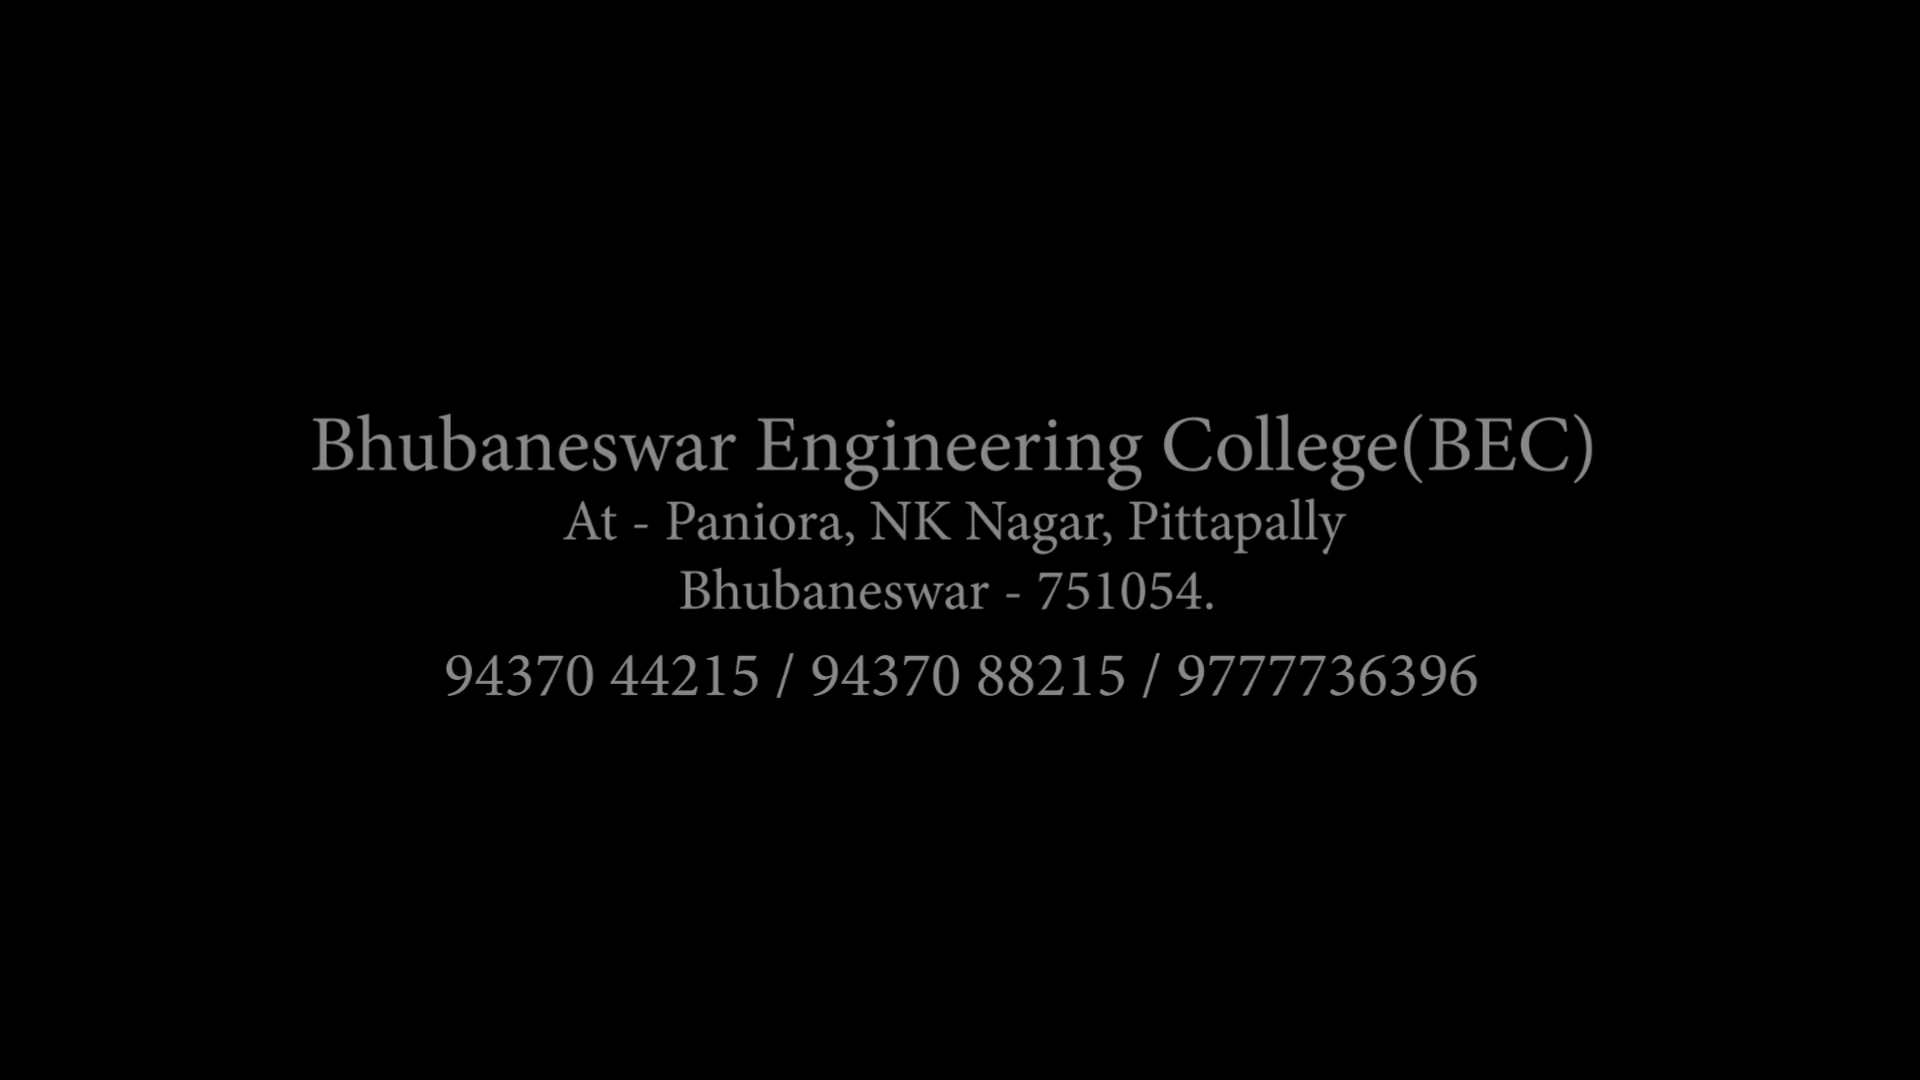 Bhubaneswar Engineering College(BEC)
At - Paniora, NK Nagar, Pittapally
Bhubaneswar - 751054.
94370 44215 / 94370 88215 / 9777736396